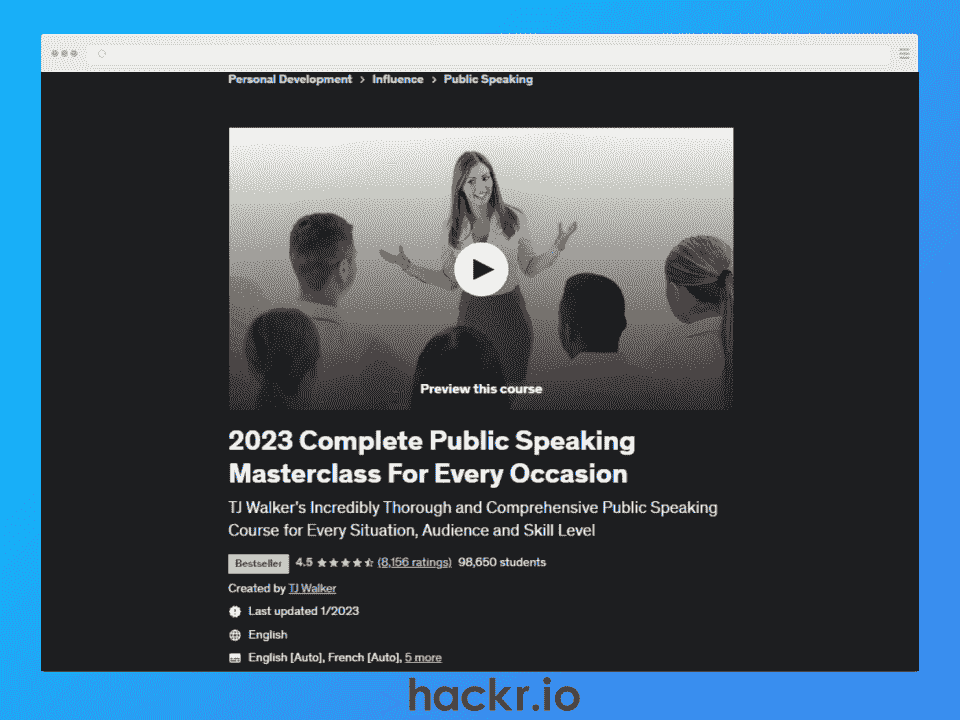 Personal Development > Influence > Public Speaking
Preview this course
2023 Complete Public Speaking
Masterclass For Every Occasion
TJ Walker's Incredibly Thorough and Comprehensive Public Speaking
Course for Every Situation, Audience and Skill Level
Bestseller 4.5 (8,156 ratings) 98,650 students
Created by TJ Walker
Last updated 1/2023
English
English [Auto], French [Auto], 5 more
hackr.io